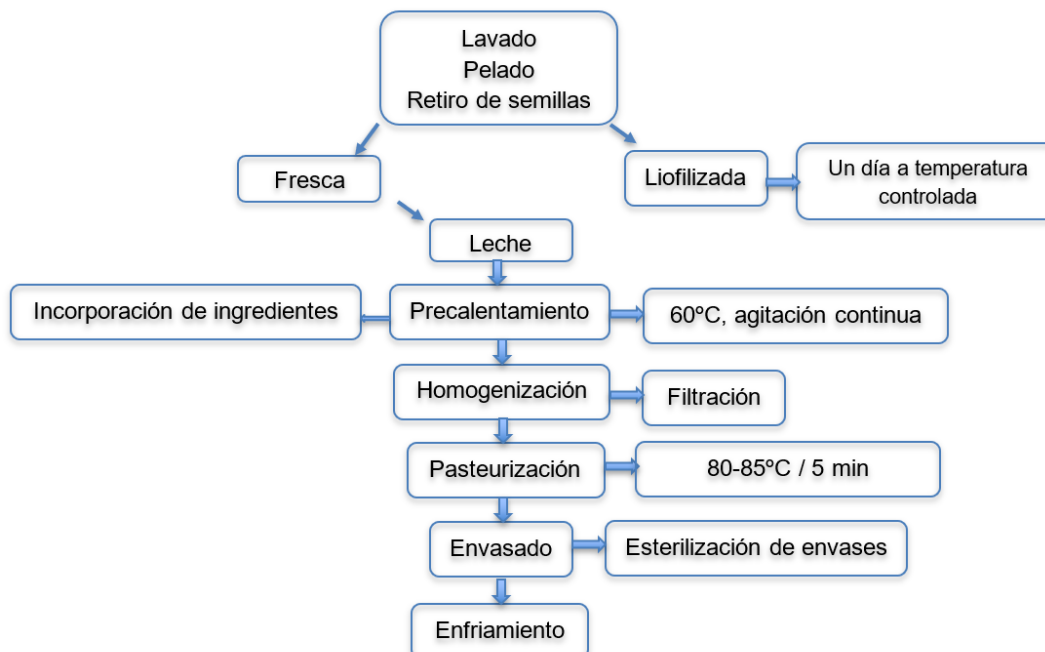 Lavado
Pelado
Retiro de semillas
Fresca
Liofilizada
Un día a temperatura
controlada
Leche
Incorporación de ingredientes
Precalentamiento
60ºC, agitación continua
Homogenización
Filtración
Pasteurización
80-85ºC / 5 min
Envasado
Esterilización de envases
Enfriamiento